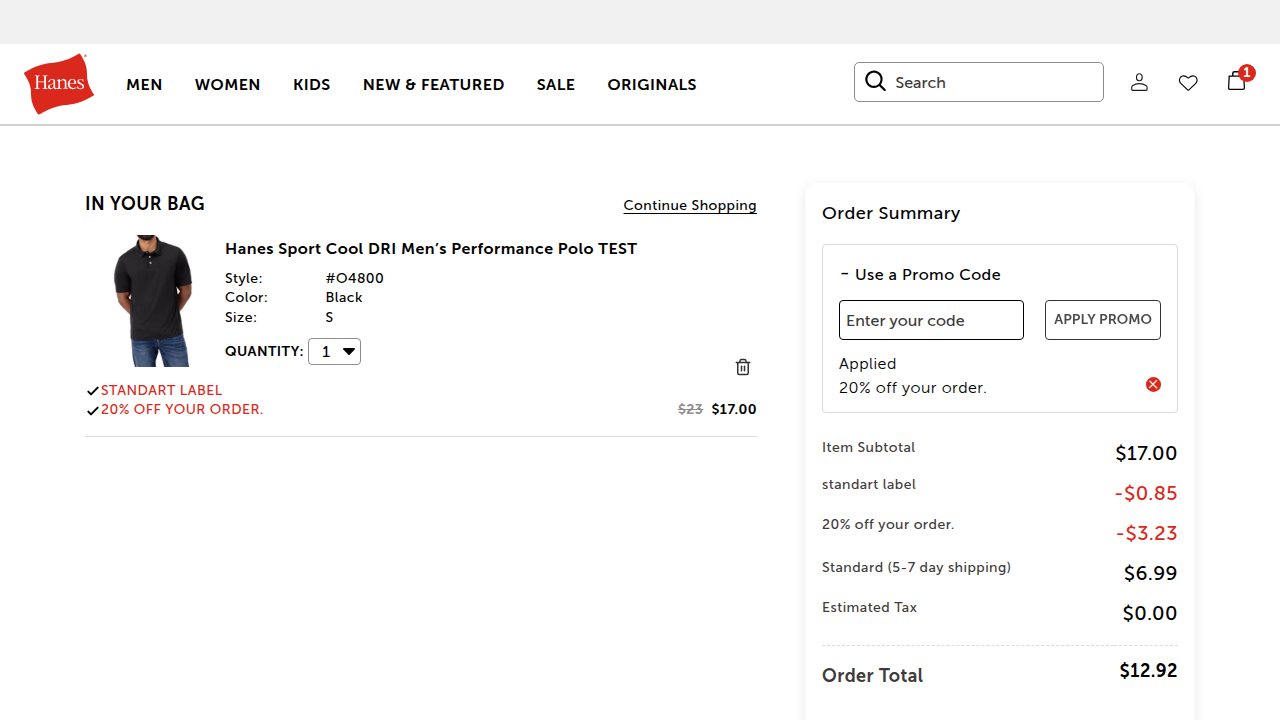 Hanes
MEN WOMEN KIDS NEW & FEATURED SALE ORIGINALS
Search
1
IN YOUR BAG
Continue Shopping
Hanes Sport Cool DRI Men’s Performance Polo TEST
Style: #O4800
Color: Black
Size: S
QUANTITY: 1
STANDART LABEL
20% OFF YOUR ORDER.
$23 $17.00
Order Summary
- Use a Promo Code
Enter your code
APPLY PROMO
Applied
20% off your order.
Item Subtotal $17.00
standart label -$0.85
20% off your order. -$3.23
Standard (5-7 day shipping) $6.99
Estimated Tax $0.00
Order Total $12.92